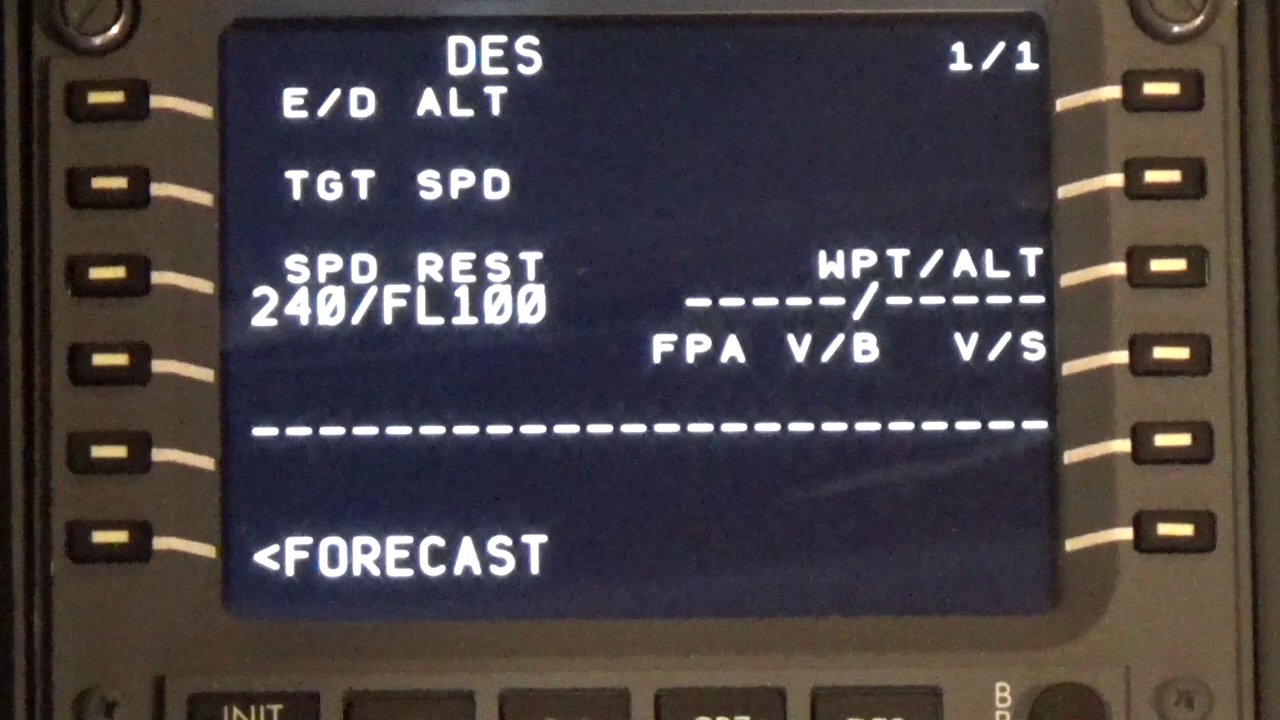 DES 1/1
E/D ALT
TGT SPD
SPD REST WPT/ALT
240/FL100 -----/-----
FPA V/B V/S
------------------------
<FORECAST
INIT
B